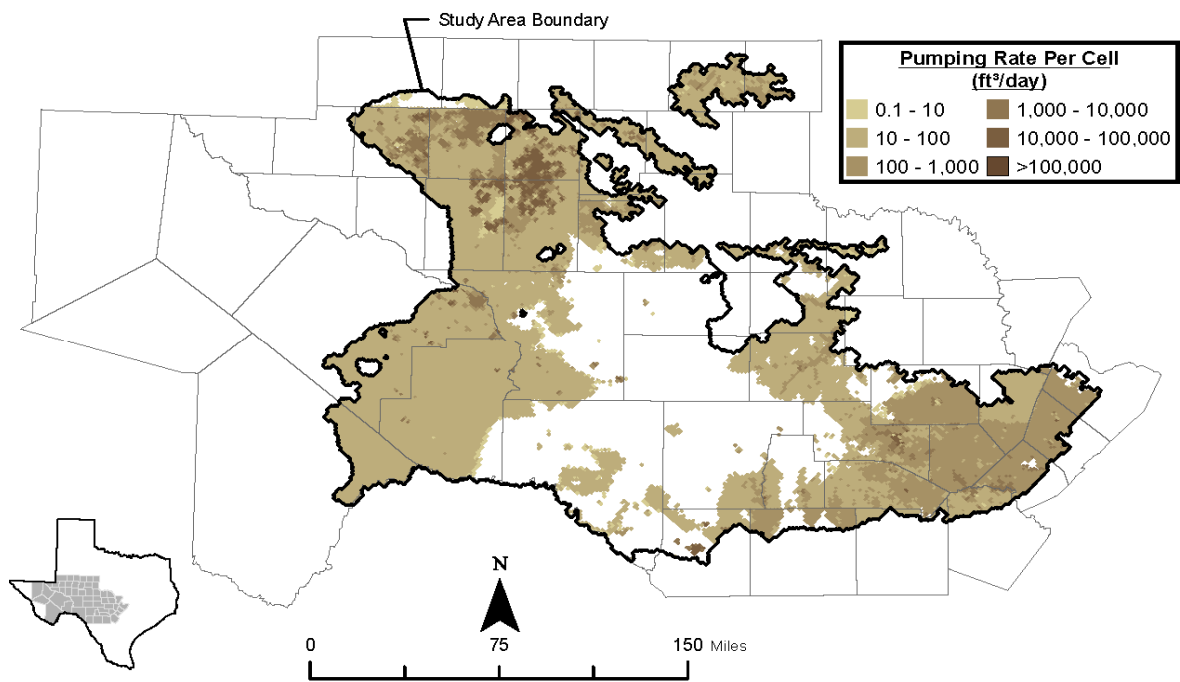 Study Area Boundary
Pumping Rate Per Cell
(ft³/day)
0.1 - 10
10 - 100
100 - 1,000
1,000 - 10,000
10,000 - 100,000
>100,000
N
0 75 150 Miles